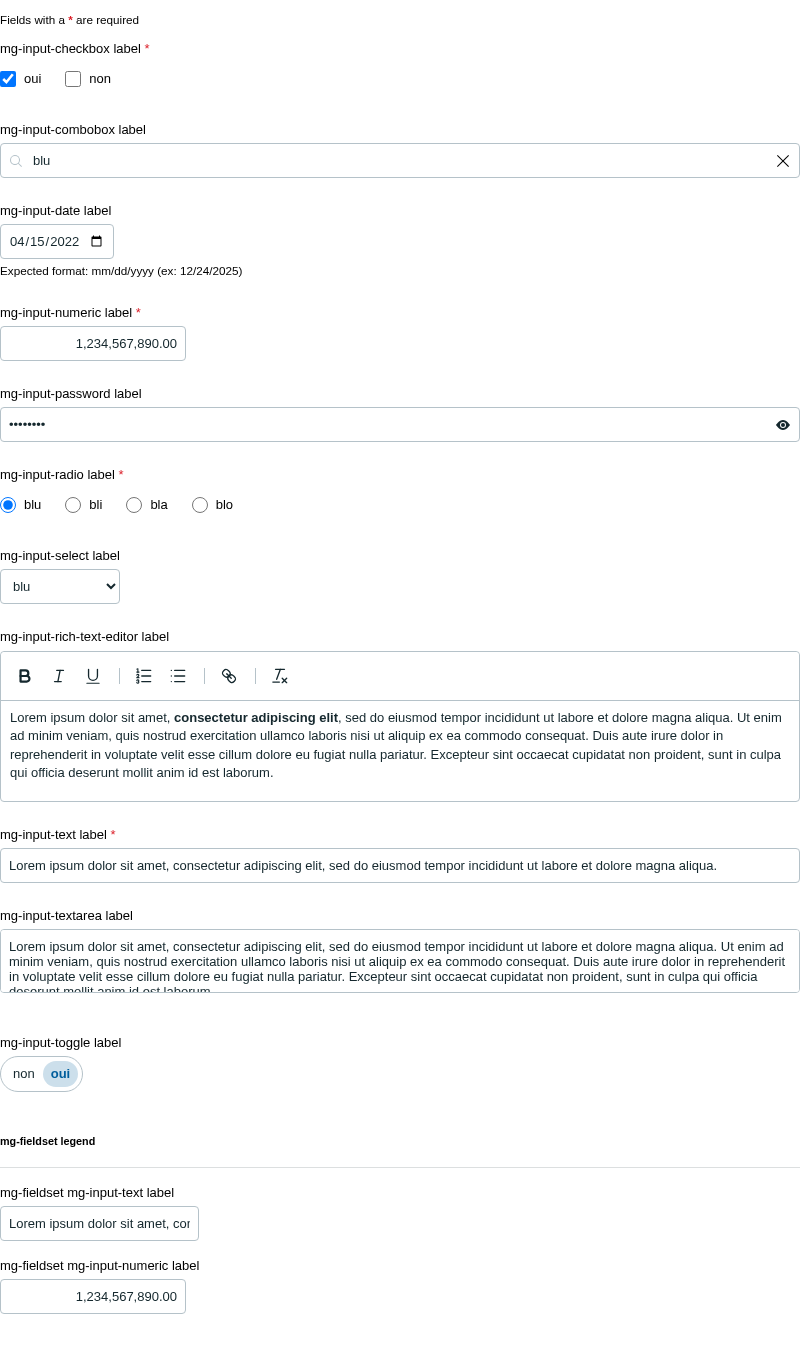 Fields with a * are required
mg-input-checkbox label *
oui non
mg-input-combobox label
blu
mg-input-date label
04/15/2022
Expected format: mm/dd/yyyy (ex: 12/24/2025)
mg-input-numeric label *
1,234,567,890.00
mg-input-password label
••••••••
mg-input-radio label *
blu bli bla blo
mg-input-select label
blu
mg-input-rich-text-editor label
Lorem ipsum dolor sit amet, consectetur adipiscing elit, sed do eiusmod tempor incididunt ut labore et dolore magna aliqua. Ut enim
ad minim veniam, quis nostrud exercitation ullamco laboris nisi ut aliquip ex ea commodo consequat. Duis aute irure dolor in
reprehenderit in voluptate velit esse cillum dolore eu fugiat nulla pariatur. Excepteur sint occaecat cupidatat non proident, sunt in culpa
qui officia deserunt mollit anim id est laborum.
mg-input-text label *
Lorem ipsum dolor sit amet, consectetur adipiscing elit, sed do eiusmod tempor incididunt ut labore et dolore magna aliqua.
mg-input-textarea label
Lorem ipsum dolor sit amet, consectetur adipiscing elit, sed do eiusmod tempor incididunt ut labore et dolore magna aliqua. Ut enim ad
minim veniam, quis nostrud exercitation ullamco laboris nisi ut aliquip ex ea commodo consequat. Duis aute irure dolor in reprehenderit
in voluptate velit esse cillum dolore eu fugiat nulla pariatur. Excepteur sint occaecat cupidatat non proident, sunt in culpa qui officia
deserunt mollit anim id est laborum.
mg-input-toggle label
non oui
mg-fieldset legend
mg-fieldset mg-input-text label
Lorem ipsum dolor sit amet, cor
mg-fieldset mg-input-numeric label
1,234,567,890.00